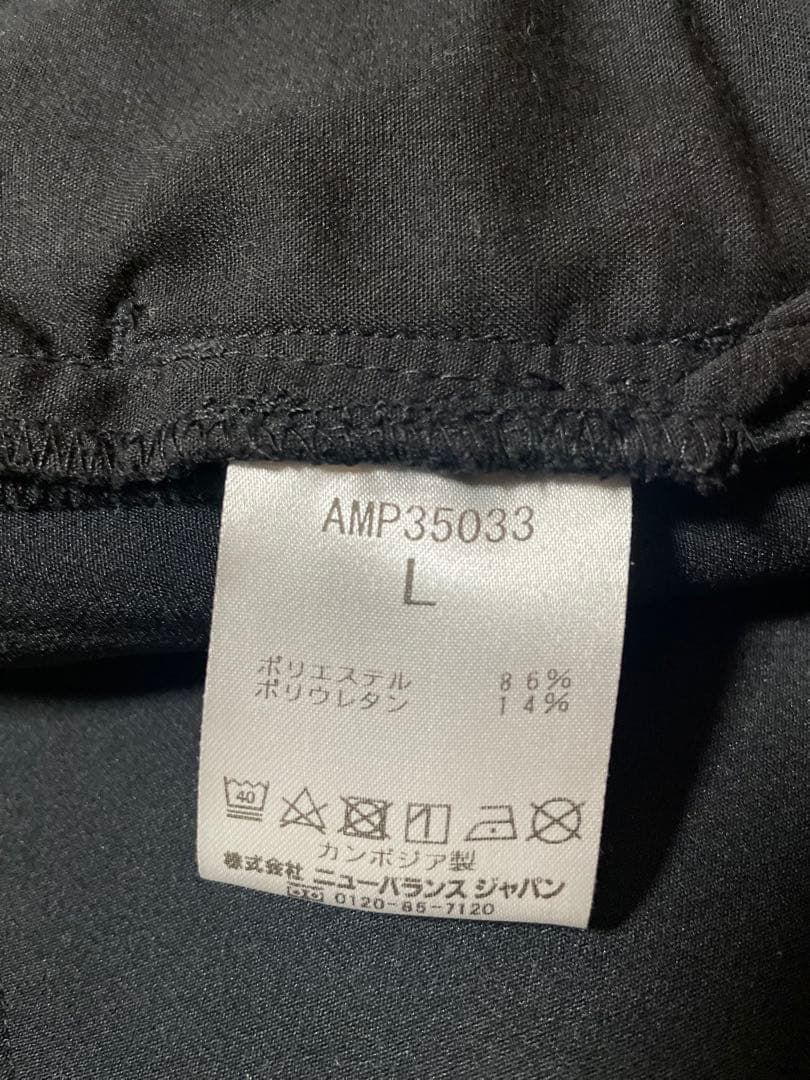 AMP35033
L
ポリエステル 86%
ポリウレタン 14%
40
カンボジア製
株式会社 ニューバランス ジャパン
0120-85-7120